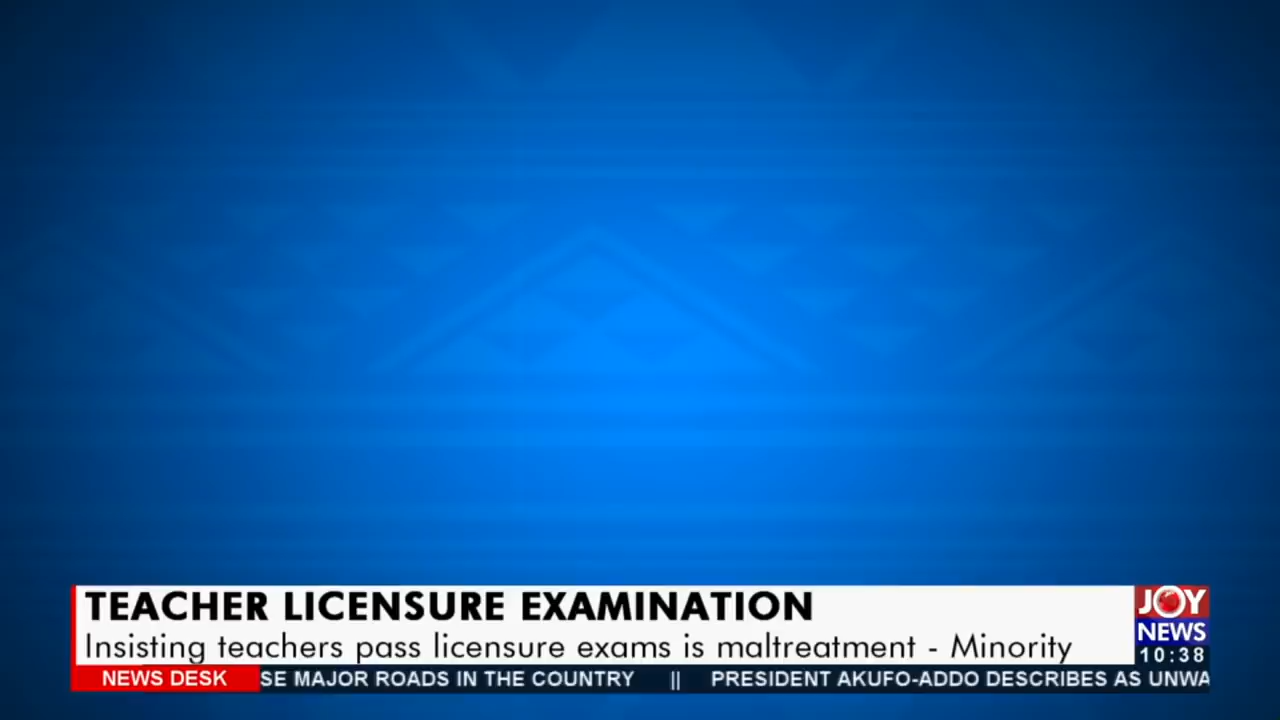 TEACHER LICENSURE EXAMINATION
Insisting teachers pass licensure exams is maltreatment - Minority
JOY
NEWS
10:38
NEWS DESK
SE MAJOR ROADS IN THE COUNTRY || PRESIDENT AKUFO-ADDO DESCRIBES AS UNWA